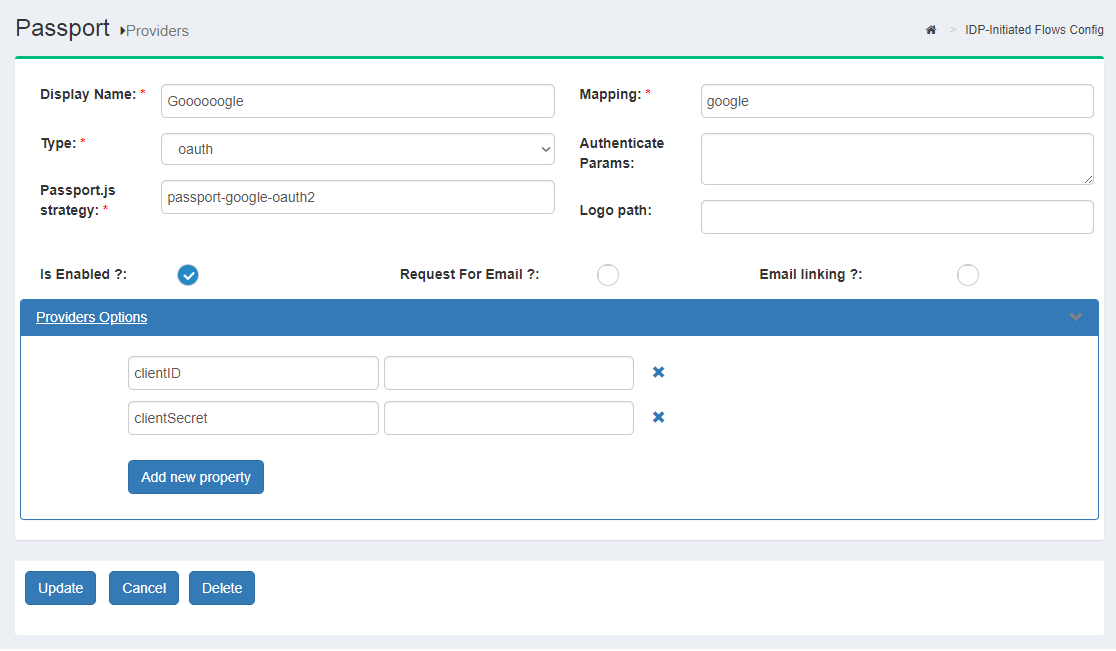 Passport Providers
> IDP-Initiated Flows Config
Display Name: *
Goooooogle
Mapping: *
google
Type: *
oauth
Authenticate
Params:
Passport.js
strategy: *
passport-google-oauth2
Logo path:
Is Enabled ?:
Request For Email ?:
Email linking ?:
Providers Options
clientID
clientSecret
Add new property
Update
Cancel
Delete